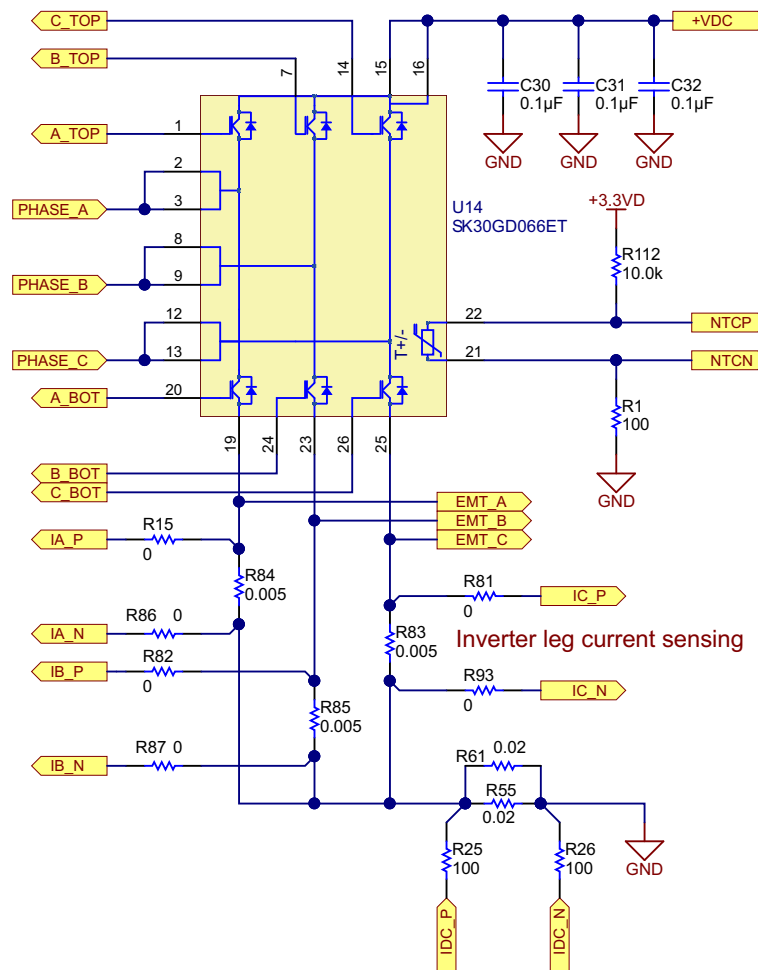 C_TOP
+VDC
B_TOP
7
14
15
16
C30
0.1µF
C31
0.1µF
C32
0.1µF
A_TOP
1
GND
GND
GND
2
PHASE_A
3
U14
SK30GD066ET
+3.3VD
8
PHASE_B
9
R112
10.0k
12
22
NTCP
T+/-
PHASE_C
13
21
NTCN
20
A_BOT
R1
100
19
24
23
26
25
B_BOT
C_BOT
GND
EMT_A
EMT_B
EMT_C
IA_P
R15
0
R84
0.005
R81
0
IC_P
IA_N
R86 0
R83
0.005
Inverter leg current sensing
IB_P
R82
0
R93
0
IC_N
R85
0.005
IB_N
R87 0
R61
0.02
R55
0.02
R25
100
R26
100
GND
IDC_P
IDC_N